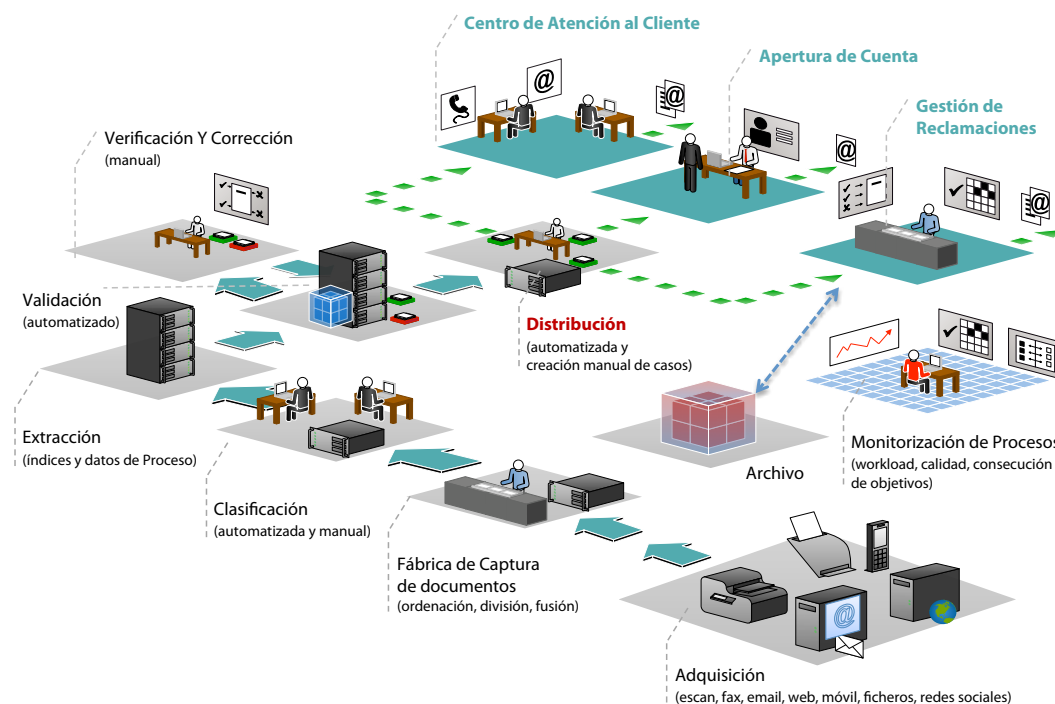 Centro de Atención al Cliente
Apertura de Cuenta
Gestión de
Reclamaciones
Verificación Y Corrección
(manual)
Validación
(automatizado)
Distribución
(automatizada y
creación manual de casos)
Extracción
(índices y datos de Proceso)
Clasificación
(automatizada y manual)
Archivo
Monitorización de Procesos
(workload, calidad, consecución
de objetivos)
Fábrica de Captura
de documentos
(ordenación, división, fusión)
Adquisición
(escan, fax, email, web, móvil, ficheros, redes sociales)
@
@
@
@
@